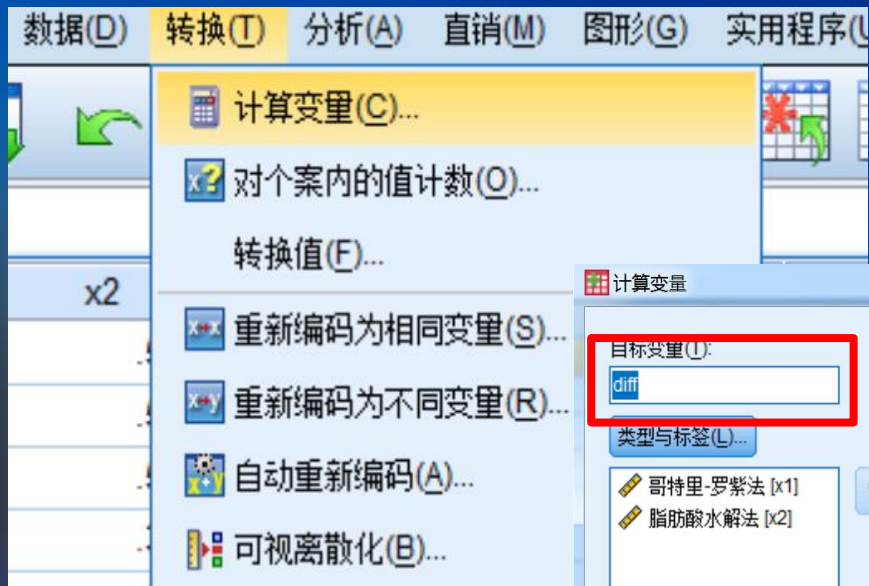 数据(D) 转换(T) 分析(A) 直销(M) 图形(G) 实用程序(U
计算变量(C)...
对个案内的值计数(O)...
转换值(F)...
x2
重新编码为相同变量(S)...
重新编码为不同变量(R)...
自动重新编码(A)...
可视离散化(B)...
计算变量
目标变量(T):
diff
类型与标签(L)...
哥特里-罗紫法 [x1]
脂肪酸水解法 [x2]